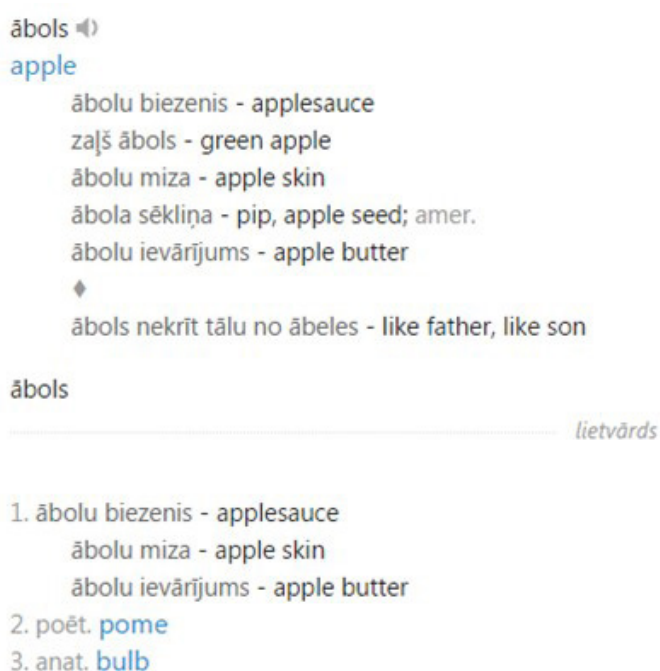 ābols
apple
ābolu biezenis - applesauce
zaļš ābols - green apple
ābolu miza - apple skin
ābola sēkliņa - pip, apple seed; amer.
ābolu ievārījums - apple butter
♦
ābols nekrīt tālu no ābeles - like father, like son
ābols
lietvārds
1. ābolu biezenis - applesauce
ābolu miza - apple skin
ābolu ievārījums - apple butter
2. poēt. pome
3. anat. bulb